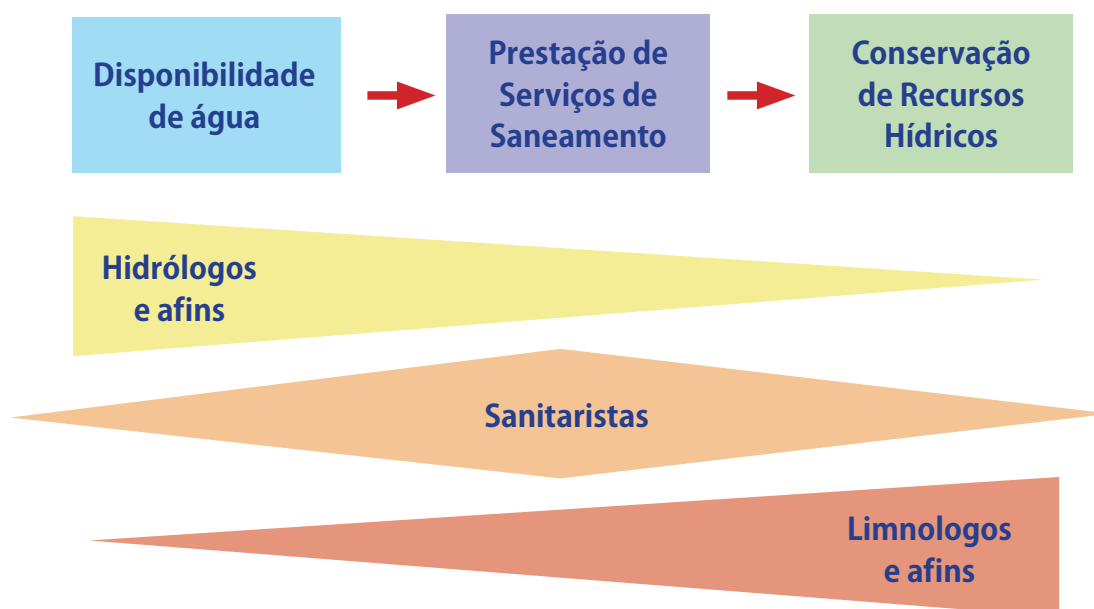 Disponibilidade
de água
Prestação de
Serviços de
Saneamento
Conservação
de Recursos
Hídricos
Hidrólogos
e afins
Sanitaristas
Limnologos
e afins